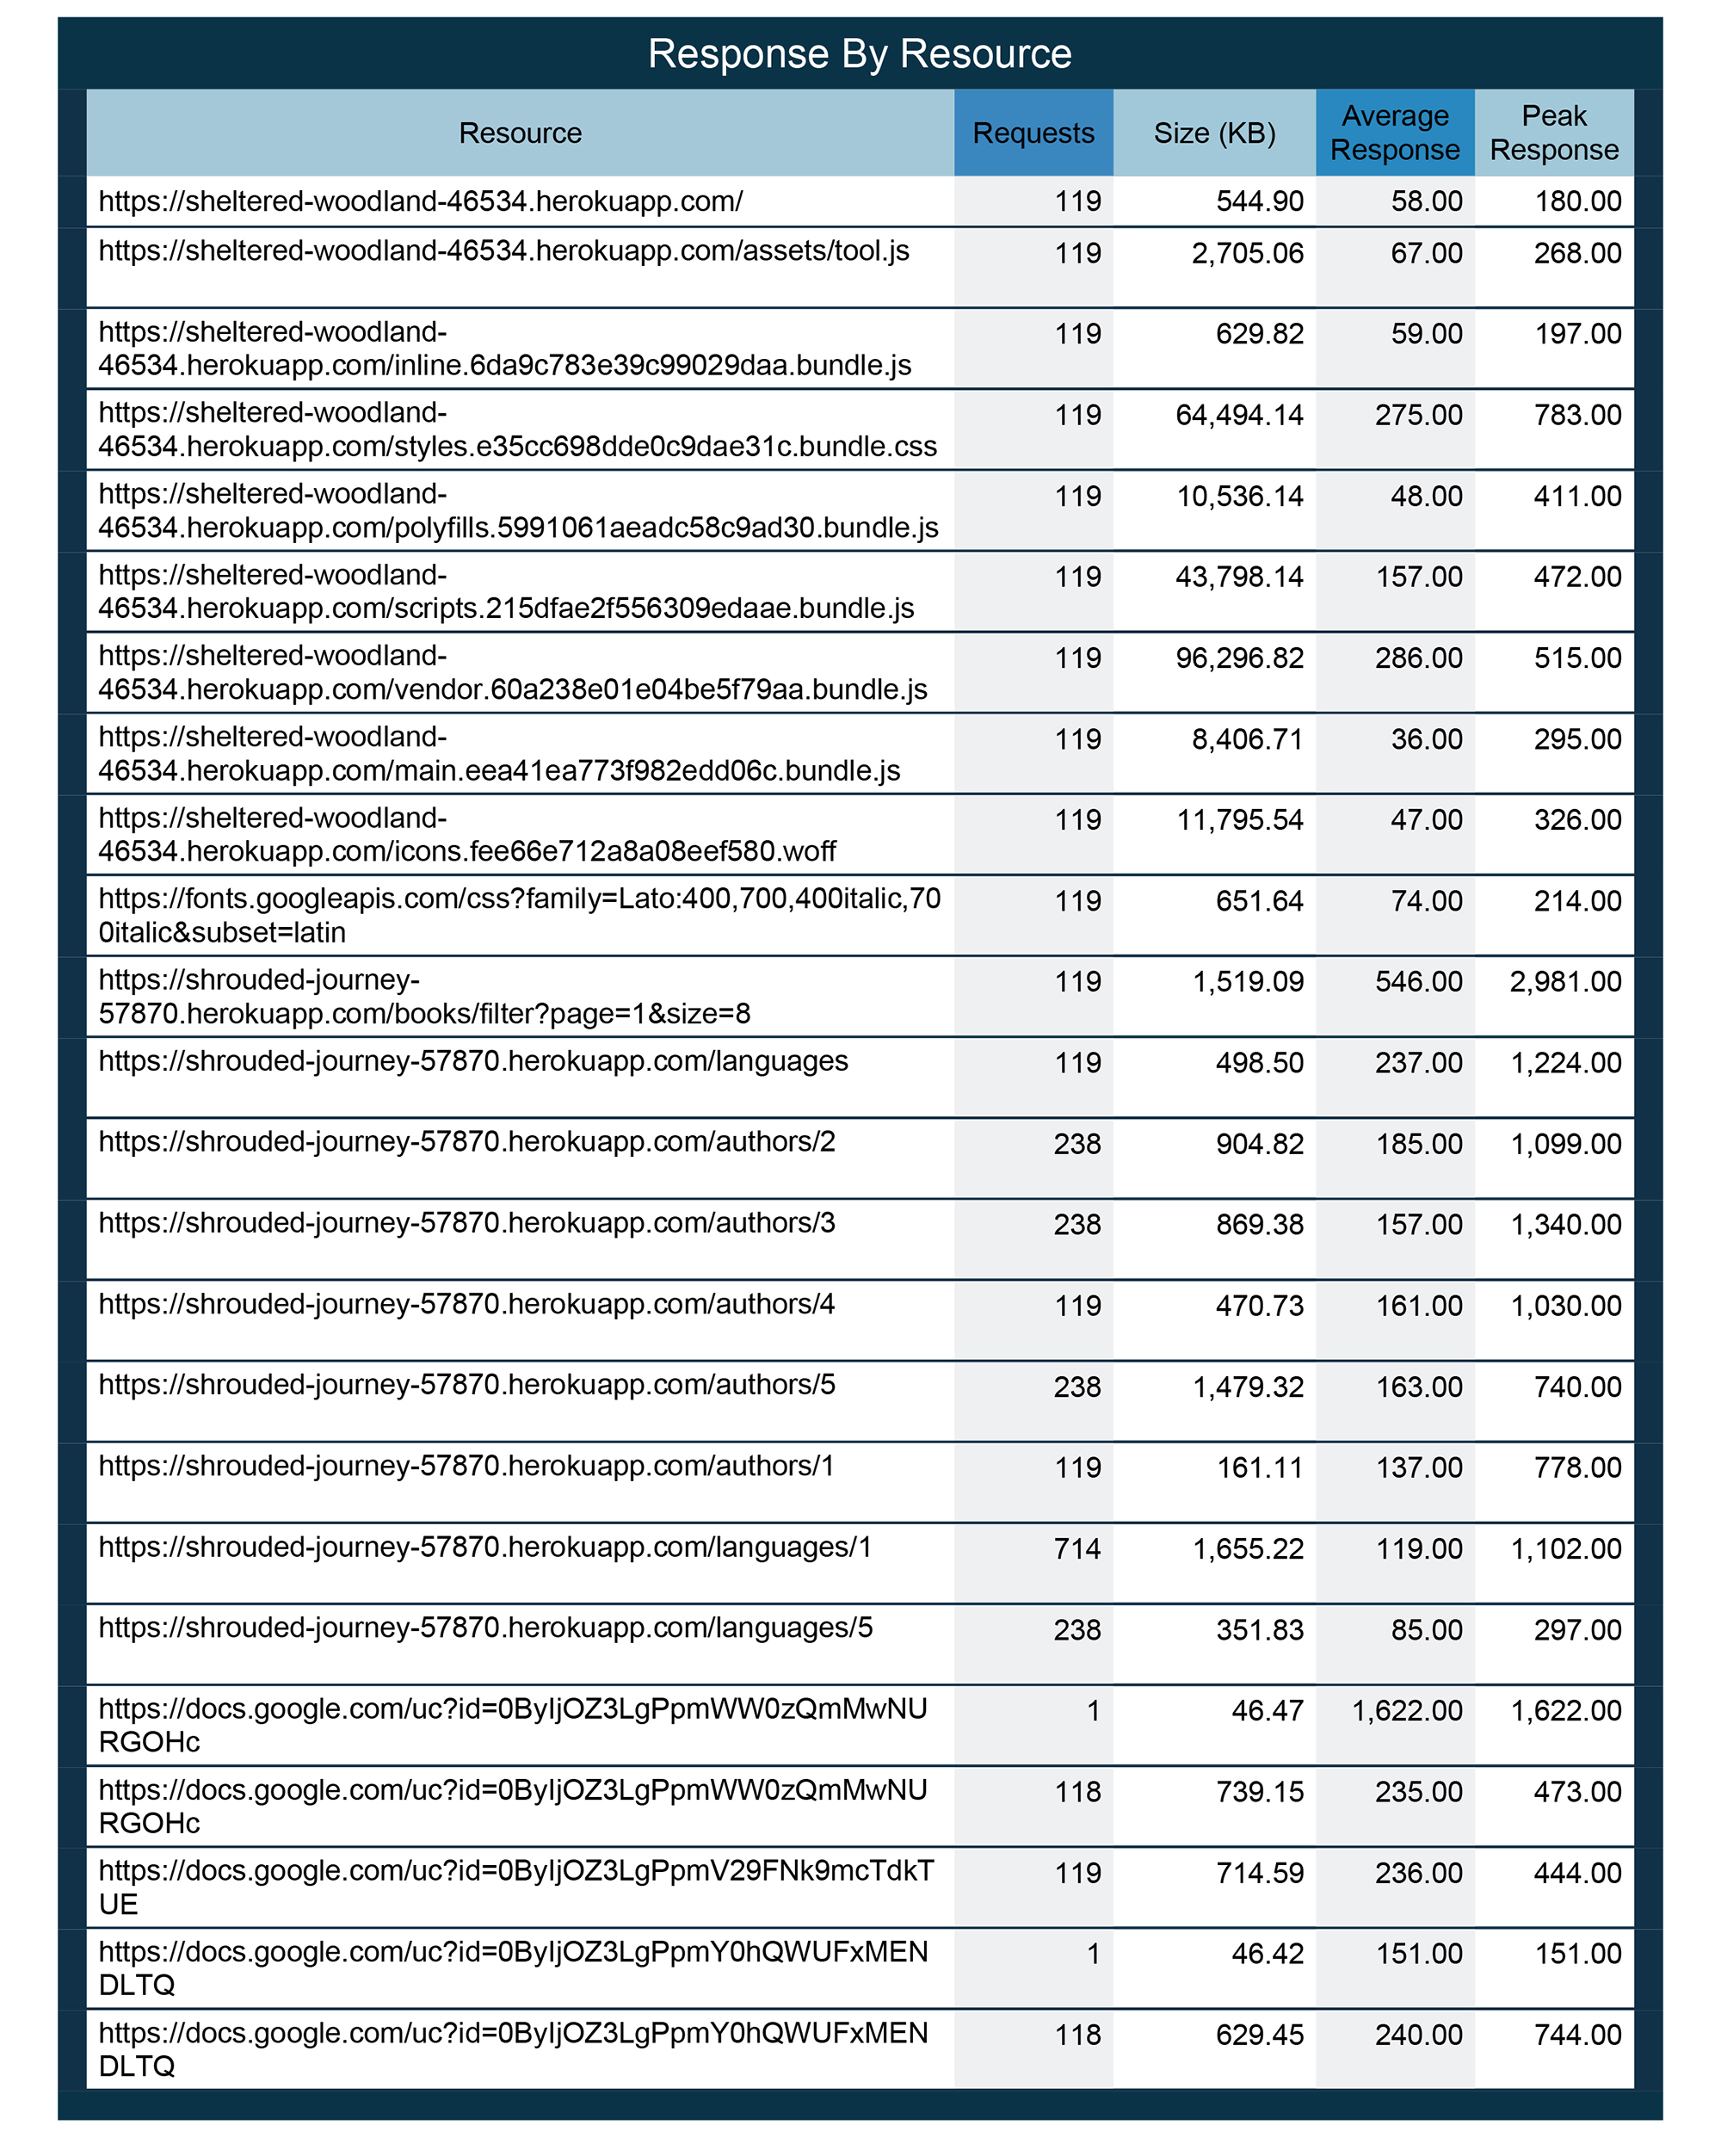 Response By Resource
Resource Requests Size (KB) Average Response Peak Response
https://sheltered-woodland-46534.herokuapp.com/ 119 544.90 58.00 180.00
https://sheltered-woodland-46534.herokuapp.com/assets/tool.js 119 2,705.06 67.00 268.00
https://sheltered-woodland- 119 629.82 59.00 197.00
46534.herokuapp.com/inline.6da9c783e39c99029daa.bundle.js
https://sheltered-woodland- 119 64,494.14 275.00 783.00
46534.herokuapp.com/styles.e35cc698dde0c9dae31c.bundle.css
https://sheltered-woodland- 119 10,536.14 48.00 411.00
46534.herokuapp.com/polyfills.5991061aeadc58c9ad30.bundle.js
https://sheltered-woodland- 119 43,798.14 157.00 472.00
46534.herokuapp.com/scripts.215dfae2f556309edaae.bundle.js
https://sheltered-woodland- 119 96,296.82 286.00 515.00
46534.herokuapp.com/vendor.60a238e01e04be5f79aa.bundle.js
https://sheltered-woodland- 119 8,406.71 36.00 295.00
46534.herokuapp.com/main.eea41ea773f982edd06c.bundle.js
https://sheltered-woodland- 119 11,795.54 47.00 326.00
46534.herokuapp.com/icons.fee66e712a8a08eef580.woff
https://fonts.googleapis.com/css?family=Lato:400,700,400italic,70 119 651.64 74.00 214.00
0italic&subset=latin
https://shrouded-journey- 119 1,519.09 546.00 2,981.00
57870.herokuapp.com/books/filter?page=1&size=8
https://shrouded-journey-57870.herokuapp.com/languages 119 498.50 237.00 1,224.00
https://shrouded-journey-57870.herokuapp.com/authors/2 238 904.82 185.00 1,099.00
https://shrouded-journey-57870.herokuapp.com/authors/3 238 869.38 157.00 1,340.00
https://shrouded-journey-57870.herokuapp.com/authors/4 119 470.73 161.00 1,030.00
https://shrouded-journey-57870.herokuapp.com/authors/5 238 1,479.32 163.00 740.00
https://shrouded-journey-57870.herokuapp.com/authors/1 119 161.11 137.00 778.00
https://shrouded-journey-57870.herokuapp.com/languages/1 714 1,655.22 119.00 1,102.00
https://shrouded-journey-57870.herokuapp.com/languages/5 238 351.83 85.00 297.00
https://docs.google.com/uc?id=0ByIjOZ3LgPpmWW0zQmMwNU 1 46.47 1,622.00 1,622.00
RGOHc
https://docs.google.com/uc?id=0ByIjOZ3LgPpmWW0zQmMwNU 118 739.15 235.00 473.00
RGOHc
https://docs.google.com/uc?id=0ByIjOZ3LgPpmV29FNk9mcTdkT 119 714.59 236.00 444.00
UE
https://docs.google.com/uc?id=0ByIjOZ3LgPpmY0hQWUFxMEN 1 46.42 151.00 151.00
DLTQ
https://docs.google.com/uc?id=0ByIjOZ3LgPpmY0hQWUFxMEN 118 629.45 240.00 744.00
DLTQ